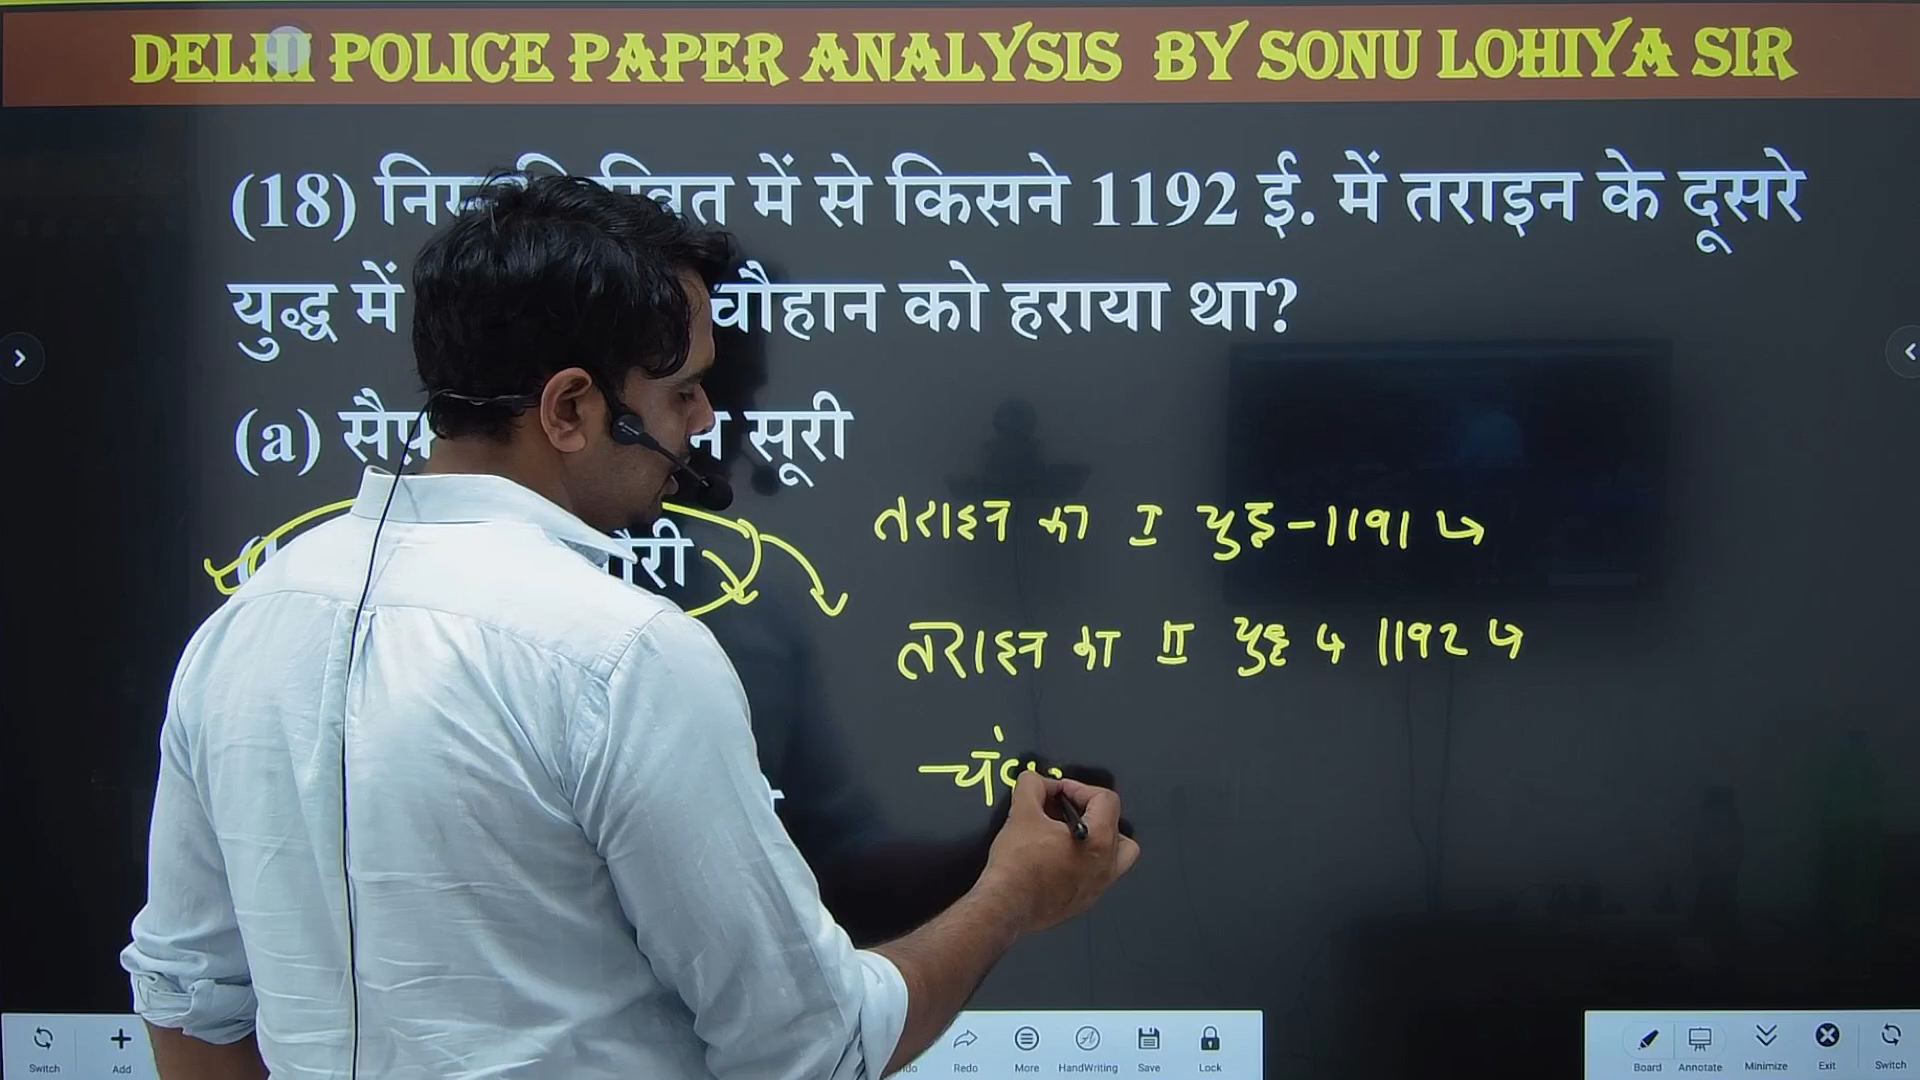 DELHI POLICE PAPER ANALYSIS BY SONU LOHIYA SIR
(18) में से किसने 1192 ई. में तराइन के दूसरे
युद्ध में चौहान को हराया था?
(a) सूरी
तराइन का I युद्ध - 1191
तराइन का II युद्ध 1192
Switch Add Redo More HandWriting Save Lock Board Annotate Minimize Exit Switch